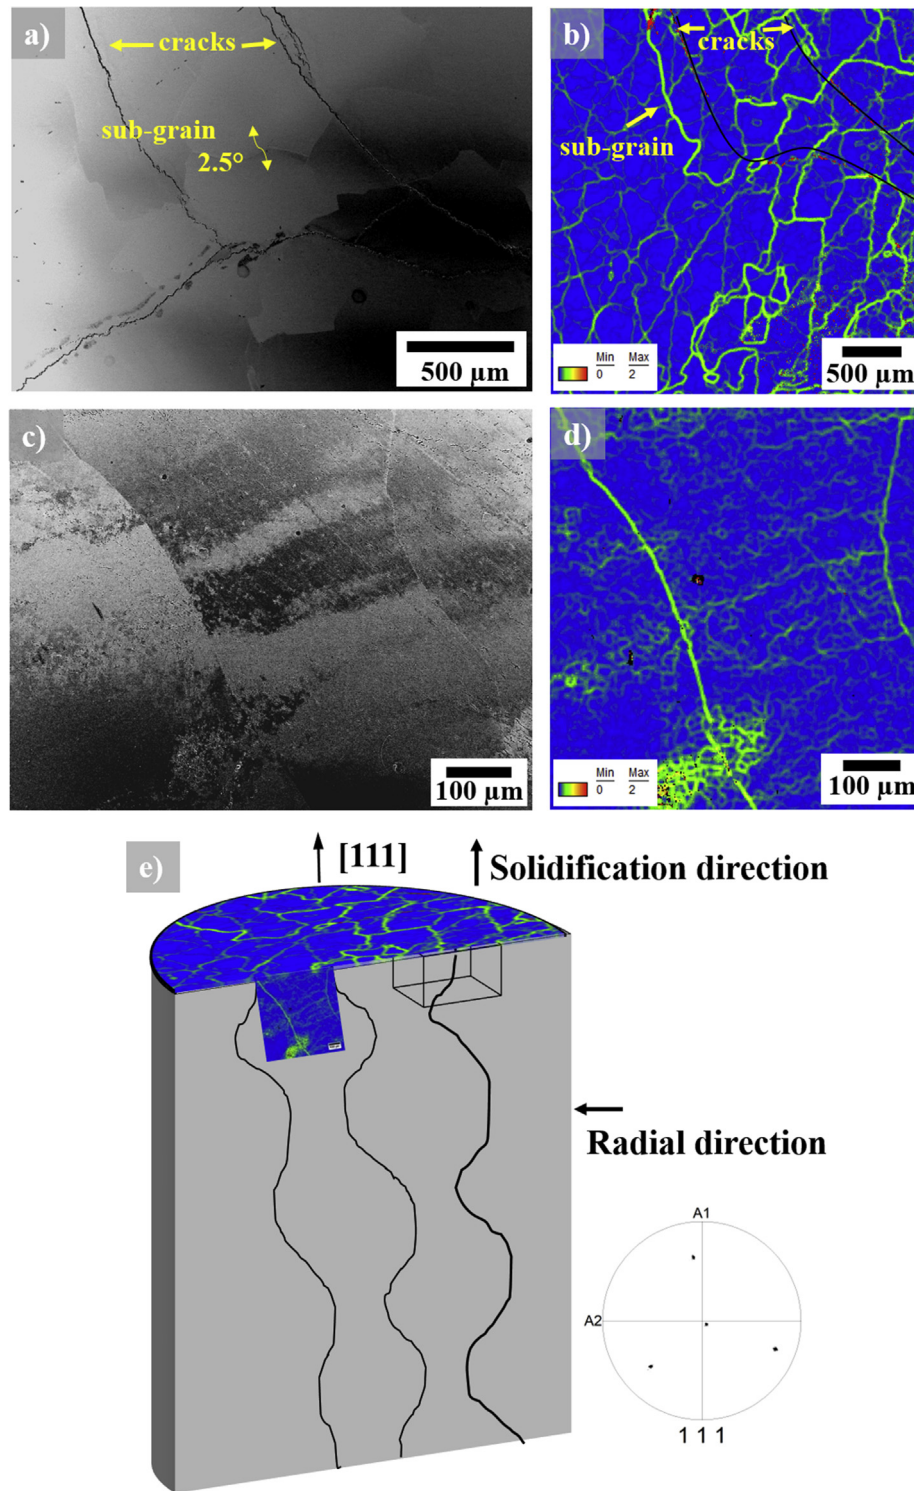 a)
cracks
sub-grain
2.5°
500 µm
b)
cracks
sub-grain
Min Max
0 2
500 µm
c)
100 µm
d)
Min Max
0 2
100 µm
e)
[111]
Solidification direction
Radial direction
A1
A2
1 1 1